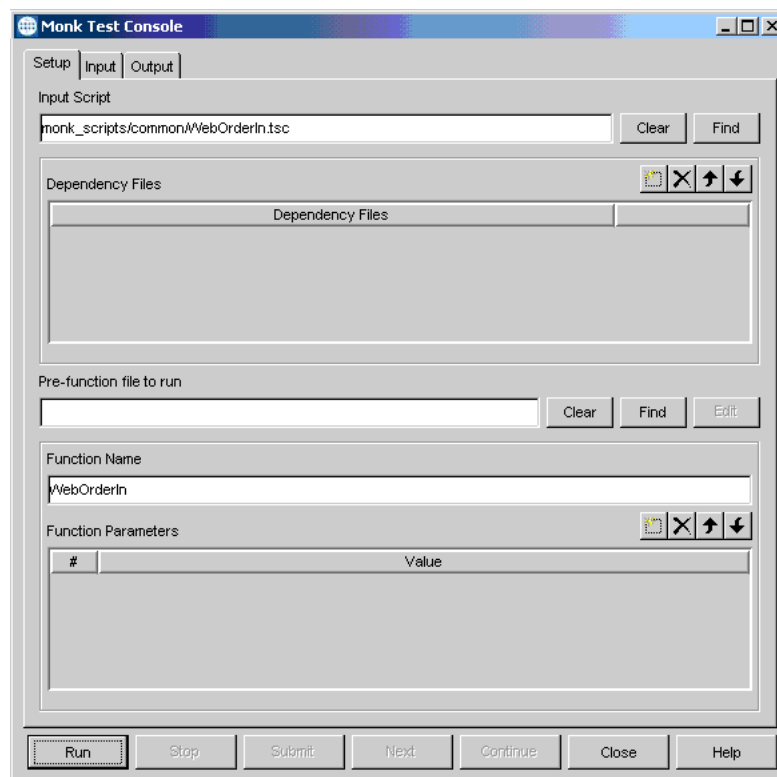 Monk Test Console
Setup Input Output
Input Script
monk_scripts/common/WebOrderIn.tsc Clear Find
Dependency Files
Dependency Files
Pre-function file to run
Clear Find Edit
Function Name
WebOrderIn
Function Parameters
# Value
Run Stop Submit Next Continue Close Help